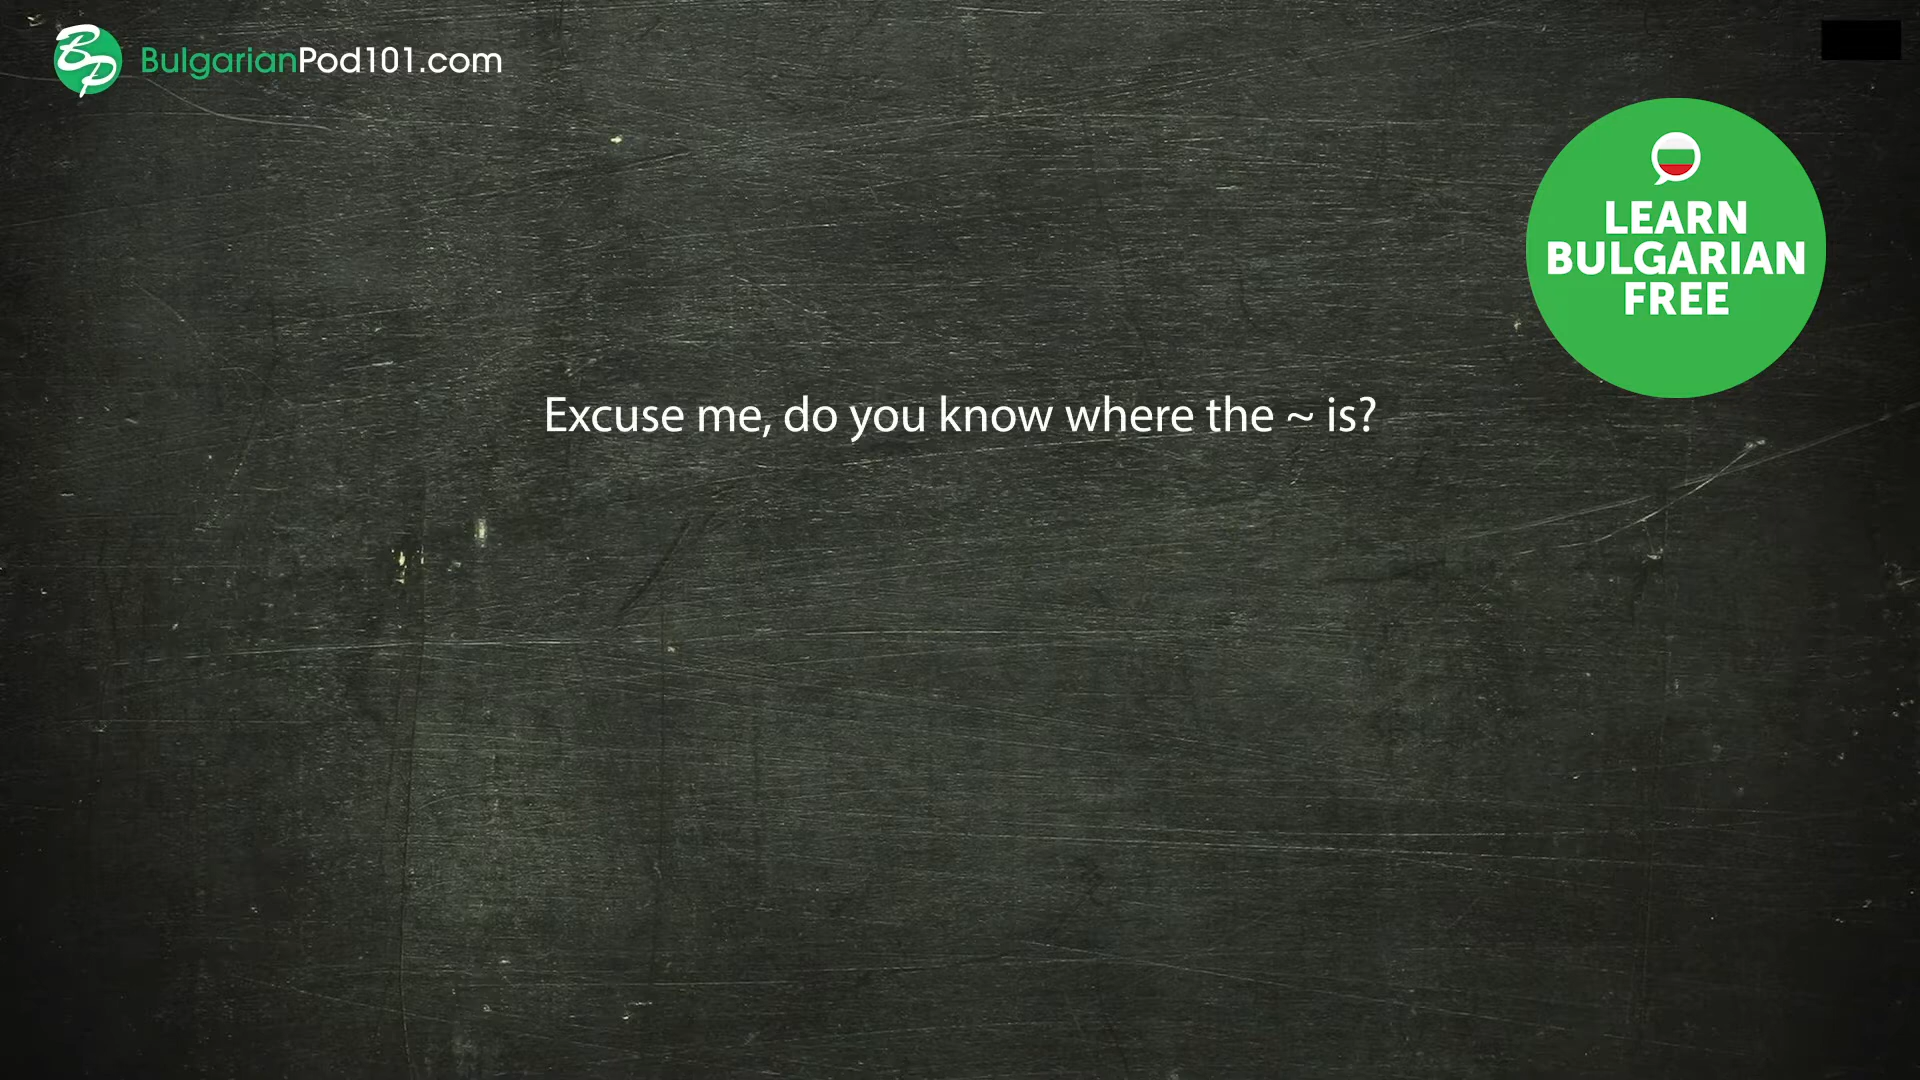 BulgarianPod101.com
LEARN
BULGARIAN
FREE
Excuse me, do you know where the ~ is?